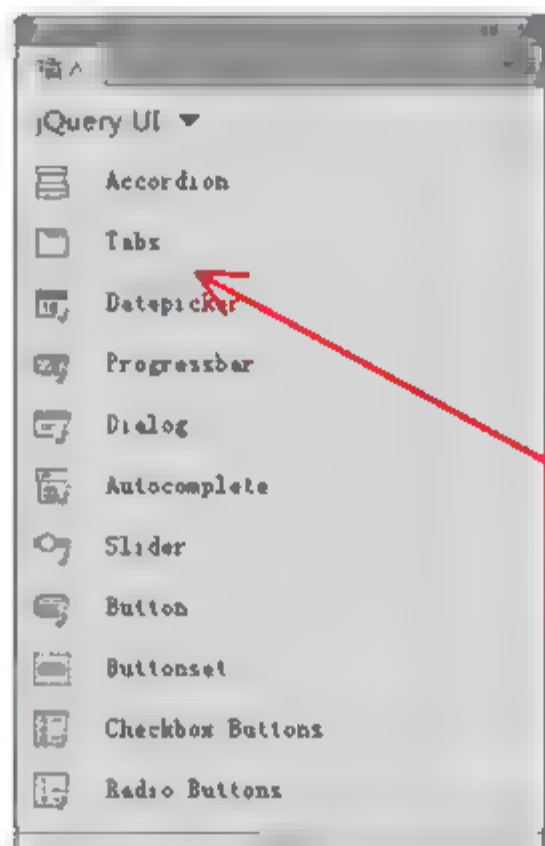 jQuery UI
Accordion
Tabs
Datepicker
Progressbar
Dialog
Autocomplete
Slider
Button
Buttonset
Checkbox Buttons
Radio Buttons